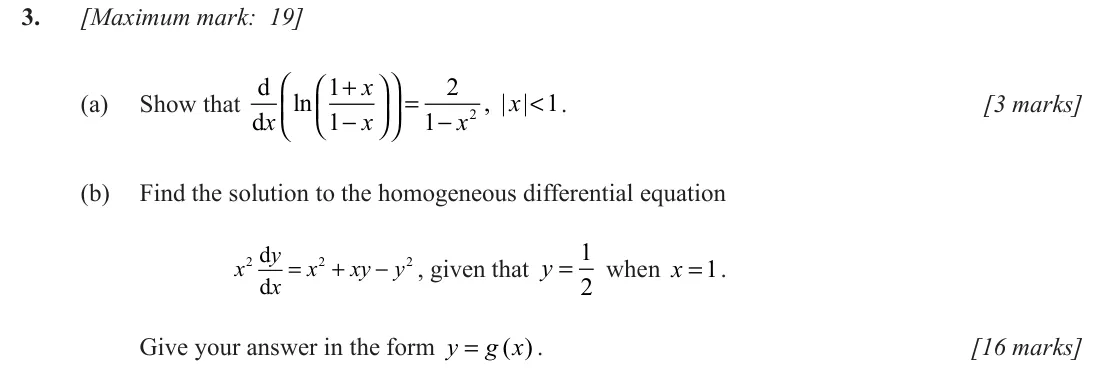 3. [Maximum mark: 19]
(a) Show that d/dx(ln((1+x)/(1−x))) = 2/(1−x²), |x|<1. [3 marks]
(b) Find the solution to the homogeneous differential equation
x² dy/dx = x² + xy − y², given that y = 1/2 when x = 1.
Give your answer in the form y = g(x). [16 marks]